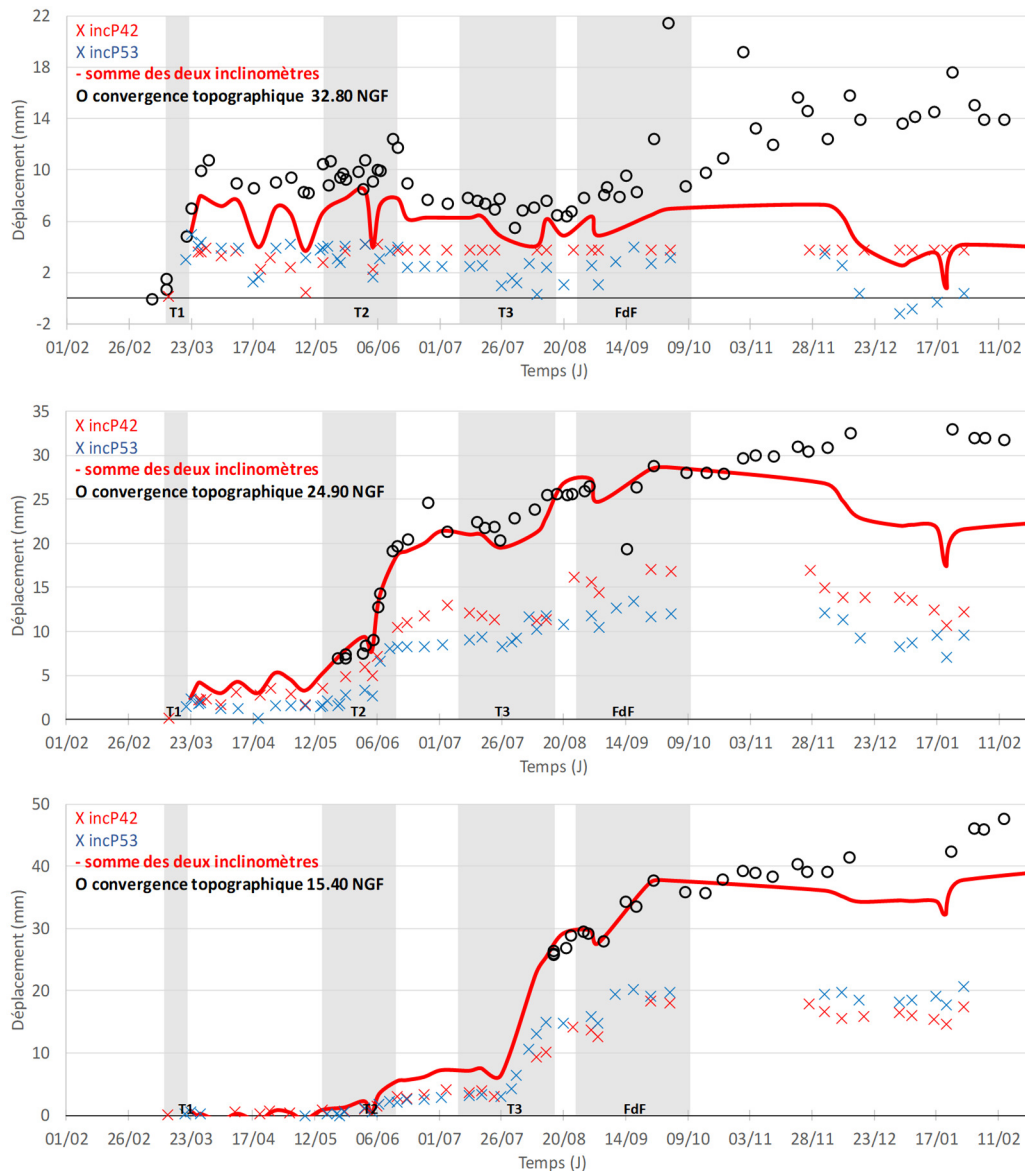 22
18
14
10
6
2
-2
Déplacement (mm)
X incP42
X incP53
- somme des deux inclinomètres
O convergence topographique 32.80 NGF
T1
T2
T3
FdF
01/02 26/02 23/03 17/04 12/05 06/06 01/07 26/07 20/08 14/09 09/10 03/11 28/11 23/12 17/01 11/02
Temps (J)
35
30
25
20
15
10
5
0
Déplacement (mm)
X incP42
X incP53
- somme des deux inclinomètres
O convergence topographique 24.90 NGF
T1
T2
T3
FdF
01/02 26/02 23/03 17/04 12/05 06/06 01/07 26/07 20/08 14/09 09/10 03/11 28/11 23/12 17/01 11/02
Temps (J)
50
40
30
20
10
0
Déplacement (mm)
X incP42
X incP53
- somme des deux inclinomètres
O convergence topographique 15.40 NGF
T1
T2
T3
FdF
01/02 26/02 23/03 17/04 12/05 06/06 01/07 26/07 20/08 14/09 09/10 03/11 28/11 23/12 17/01 11/02
Temps (J)